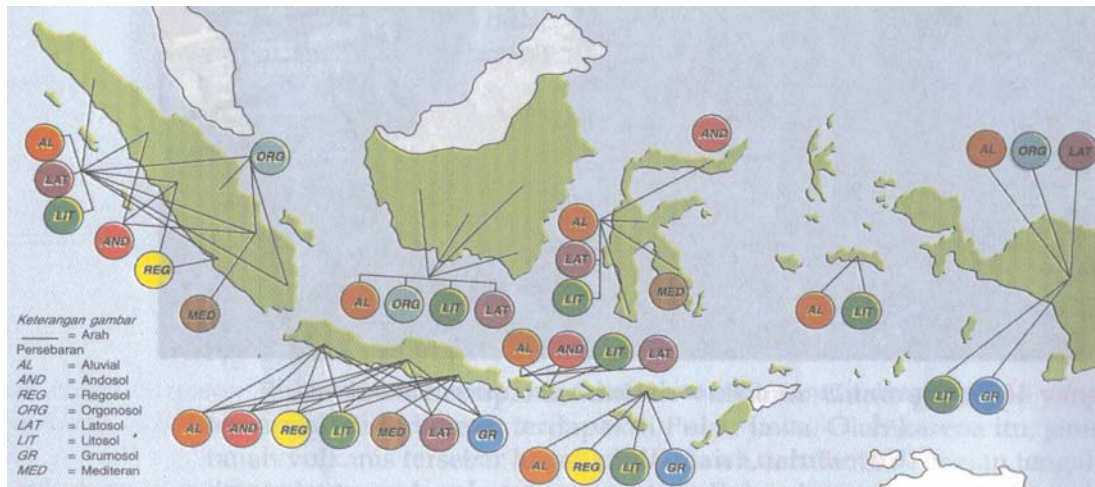 AL
LAT
LIT
AND
REG
MED
ORG
AL
ORG
LIT
LAT
AND
AL
LAT
LIT
MED
AL
LIT
AL
ORG
LAT
LIT
GR
AL
AND
LIT
LAT
AL
AND
REG
LIT
MED
LAT
GR
AL
REG
LIT
GR
Keterangan gambar
= Arah
Persebaran
AL = Aluvial
AND = Andosol
REG = Regosol
ORG = Orgonosol
LAT = Latosol
LIT = Litosol
GR = Grumosol
MED = Mediteran